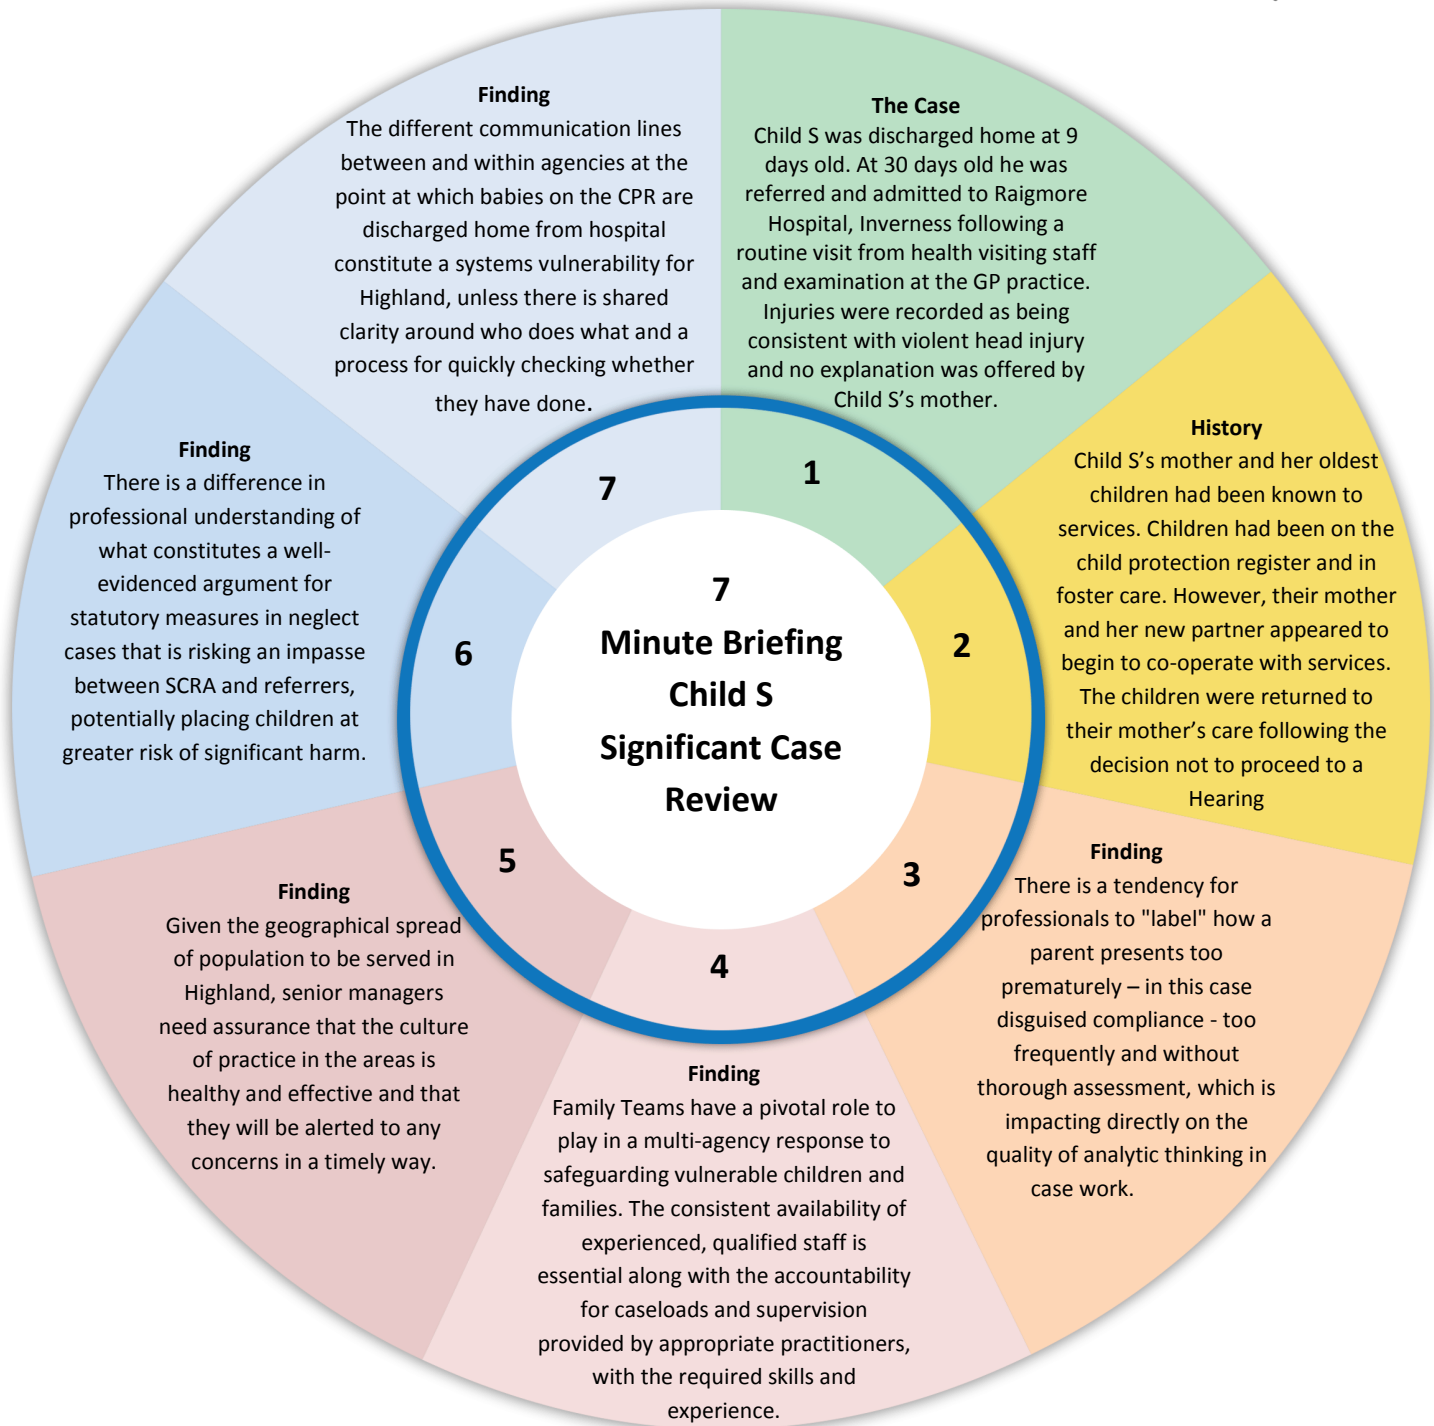 The Case
Child S was discharged home at 9
days old. At 30 days old he was
referred and admitted to Raigmore
Hospital, Inverness following a
routine visit from health visiting staff
and examination at the GP practice.
Injuries were recorded as being
consistent with violent head injury
and no explanation was offered by
Child S’s mother.
1
History
Child S’s mother and her oldest
children had been known to
services. Children had been on the
child protection register and in
foster care. However, their mother
and her new partner appeared to
begin to co-operate with services.
The children were returned to
their mother’s care following the
decision not to proceed to a
Hearing
2
Finding
There is a tendency for
professionals to "label" how a
parent presents too
prematurely – in this case
disguised compliance - too
frequently and without
thorough assessment, which is
impacting directly on the
quality of analytic thinking in
case work.
3
4
Finding
Family Teams have a pivotal role to
play in a multi-agency response to
safeguarding vulnerable children and
families. The consistent availability of
experienced, qualified staff is
essential along with the accountability
for caseloads and supervision
provided by appropriate practitioners,
with the required skills and
experience.
5
Finding
Given the geographical spread
of population to be served in
Highland, senior managers
need assurance that the culture
of practice in the areas is
healthy and effective and that
they will be alerted to any
concerns in a timely way.
6
Finding
There is a difference in
professional understanding of
what constitutes a well-
evidenced argument for
statutory measures in neglect
cases that is risking an impasse
between SCRA and referrers,
potentially placing children at
greater risk of significant harm.
7
Finding
The different communication lines
between and within agencies at the
point at which babies on the CPR are
discharged home from hospital
constitute a systems vulnerability for
Highland, unless there is shared
clarity around who does what and a
process for quickly checking whether
they have done.
7
Minute Briefing
Child S
Significant Case
Review